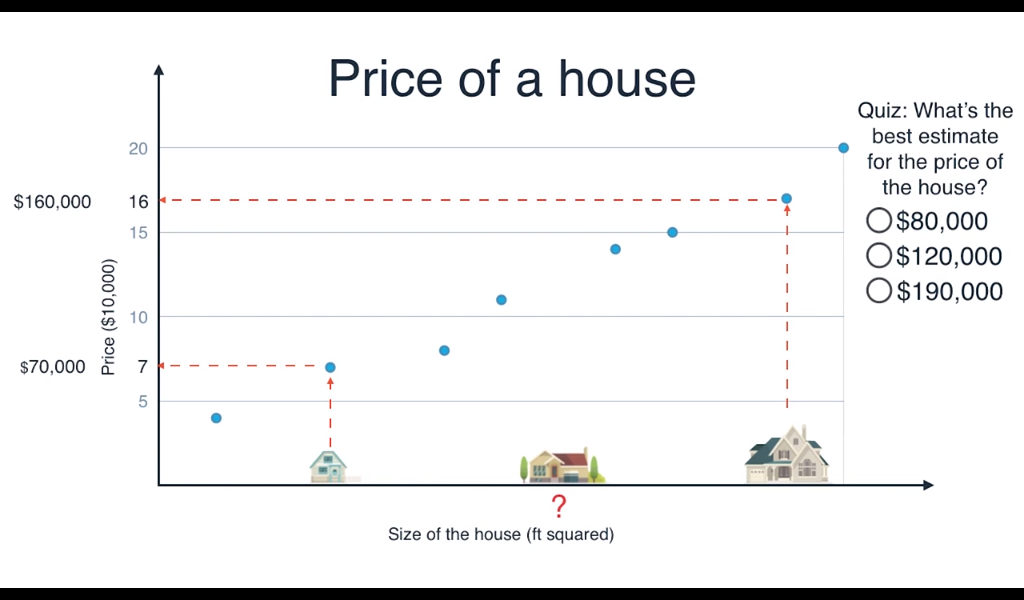 Price of a house
Quiz: What's the
best estimate
for the price of
the house?
$80,000
$120,000
$190,000
20
$160,000 16
15
Price ($10,000)
10
$70,000 7
5
?
Size of the house (ft squared)